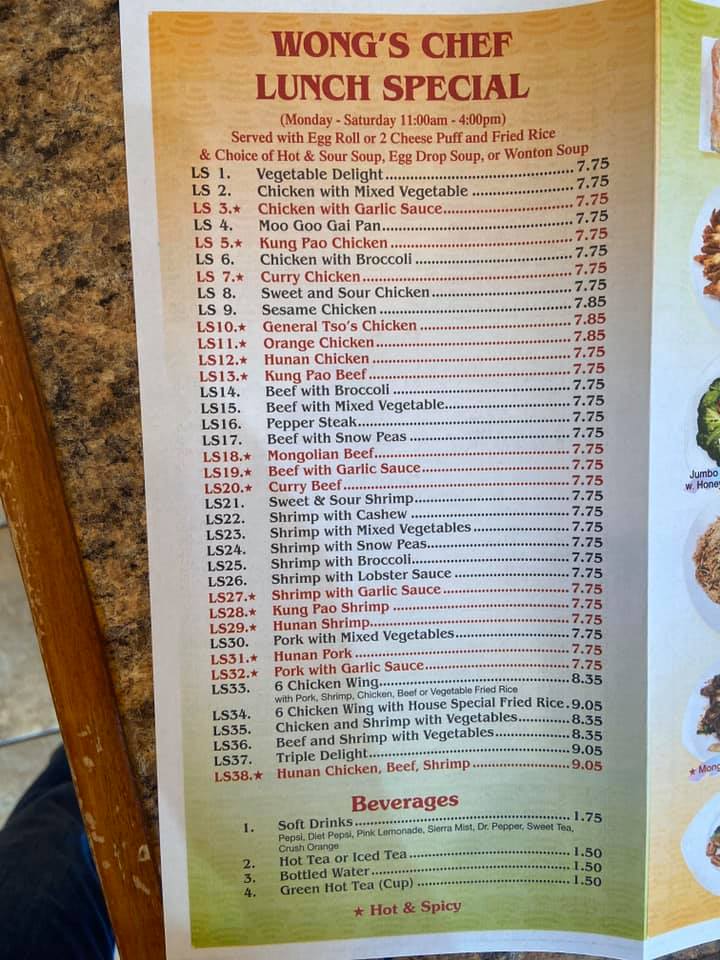 WONG'S CHEF
LUNCH SPECIAL
(Monday - Saturday 11:00am - 4:00pm)
Served with Egg Roll or 2 Cheese Puff and Fried Rice
& Choice of Hot & Sour Soup, Egg Drop Soup, or Wonton Soup
LS 1. Vegetable Delight 7.75
LS 2. Chicken with Mixed Vegetable 7.75
LS 3.★ Chicken with Garlic Sauce 7.75
LS 4. Moo Goo Gai Pan 7.75
LS 5.★ Kung Pao Chicken 7.75
LS 6. Chicken with Broccoli 7.75
LS 7.★ Curry Chicken 7.75
LS 8. Sweet and Sour Chicken 7.75
LS 9. Sesame Chicken 7.85
LS10.★ General Tso's Chicken 7.85
LS11.★ Orange Chicken 7.85
LS12.★ Hunan Chicken 7.75
LS13.★ Kung Pao Beef 7.75
LS14. Beef with Broccoli 7.75
LS15. Beef with Mixed Vegetable 7.75
LS16. Pepper Steak 7.75
LS17. Beef with Snow Peas 7.75
LS18.★ Mongolian Beef 7.75
LS19.★ Beef with Garlic Sauce 7.75
LS20.★ Curry Beef 7.75
LS21. Sweet & Sour Shrimp 7.75
LS22. Shrimp with Cashew 7.75
LS23. Shrimp with Mixed Vegetables 7.75
LS24. Shrimp with Snow Peas 7.75
LS25. Shrimp with Broccoli 7.75
LS26. Shrimp with Lobster Sauce 7.75
LS27.★ Shrimp with Garlic Sauce 7.75
LS28.★ Kung Pao Shrimp 7.75
LS29.★ Hunan Shrimp 7.75
LS30. Pork with Mixed Vegetables 7.75
LS31.★ Hunan Pork 7.75
LS32.★ Pork with Garlic Sauce 7.75
LS33. 6 Chicken Wing 8.35
with Pork, Shrimp, Chicken, Beef or Vegetable Fried Rice
LS34. 6 Chicken Wing with House Special Fried Rice 9.05
LS35. Chicken and Shrimp with Vegetables 8.35
LS36. Beef and Shrimp with Vegetables 8.35
LS37. Triple Delight 9.05
LS38.★ Hunan Chicken, Beef, Shrimp 9.05
Beverages
1. Soft Drinks 1.75
Pepsi, Diet Pepsi, Pink Lemonade, Sierra Mist, Dr. Pepper, Sweet Tea,
Crush Orange
2. Hot Tea or Iced Tea 1.50
3. Bottled Water 1.50
4. Green Hot Tea (Cup) 1.50
★ Hot & Spicy
Jumbo
w. Honey
★ Mong